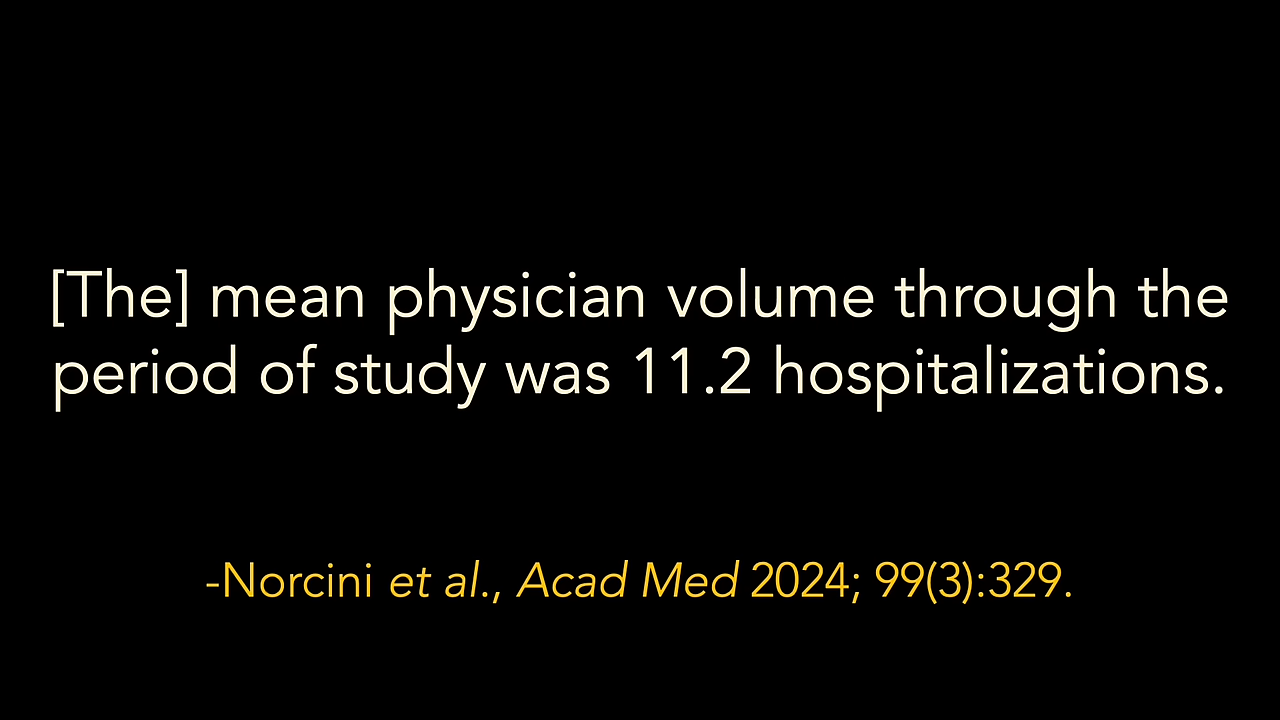 [The] mean physician volume through the
period of study was 11.2 hospitalizations.
-Norcini et al., Acad Med 2024; 99(3):329.